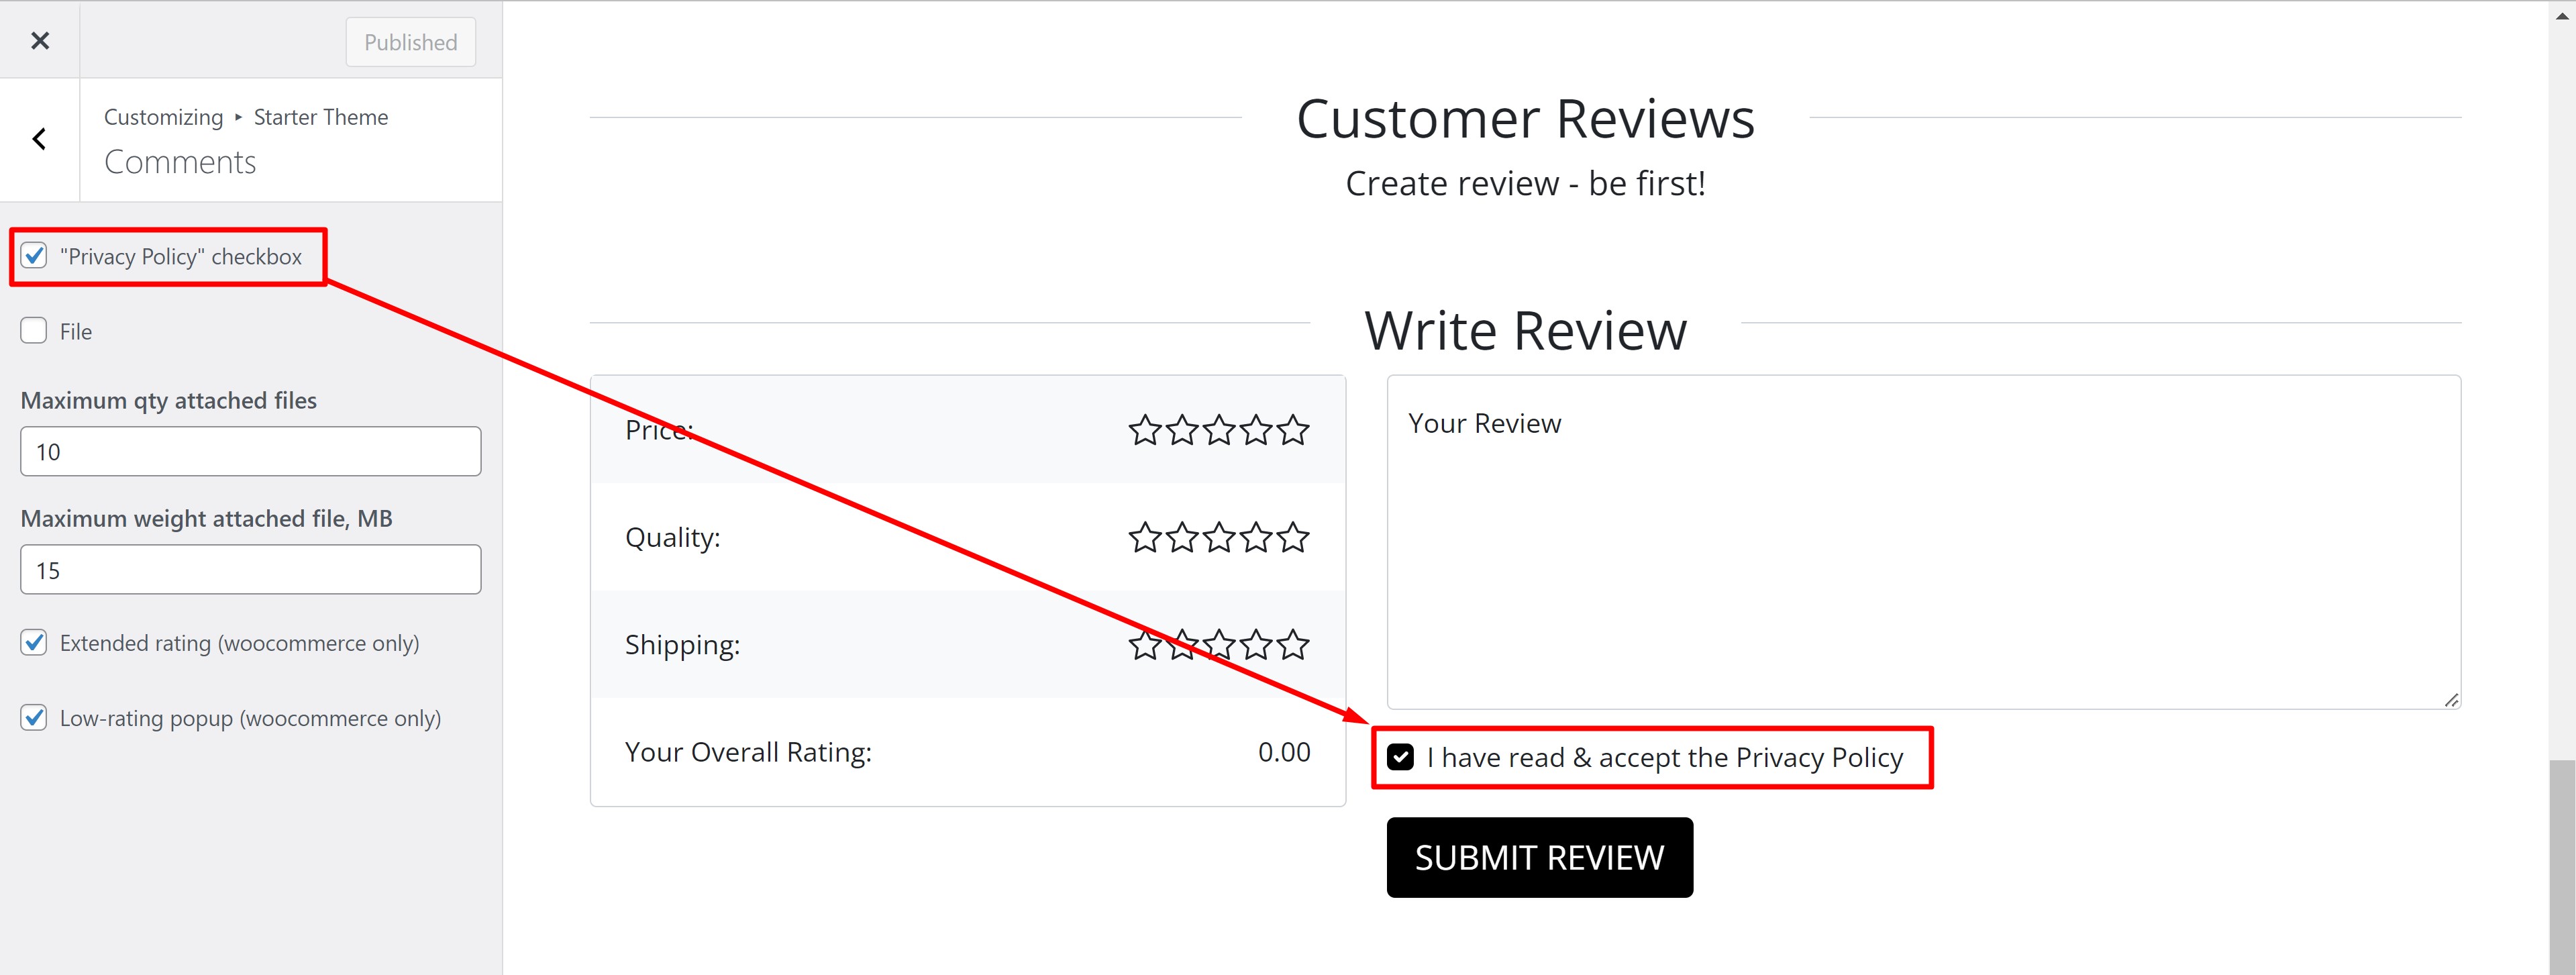 Published
Customizing ▸ Starter Theme
Comments
"Privacy Policy" checkbox
File
Maximum qty attached files
10
Maximum weight attached file, MB
15
Extended rating (woocommerce only)
Low-rating popup (woocommerce only)
Customer Reviews
Create review - be first!
Write Review
Price:
Quality:
Shipping:
Your Overall Rating: 0.00
Your Review
I have read & accept the Privacy Policy
SUBMIT REVIEW